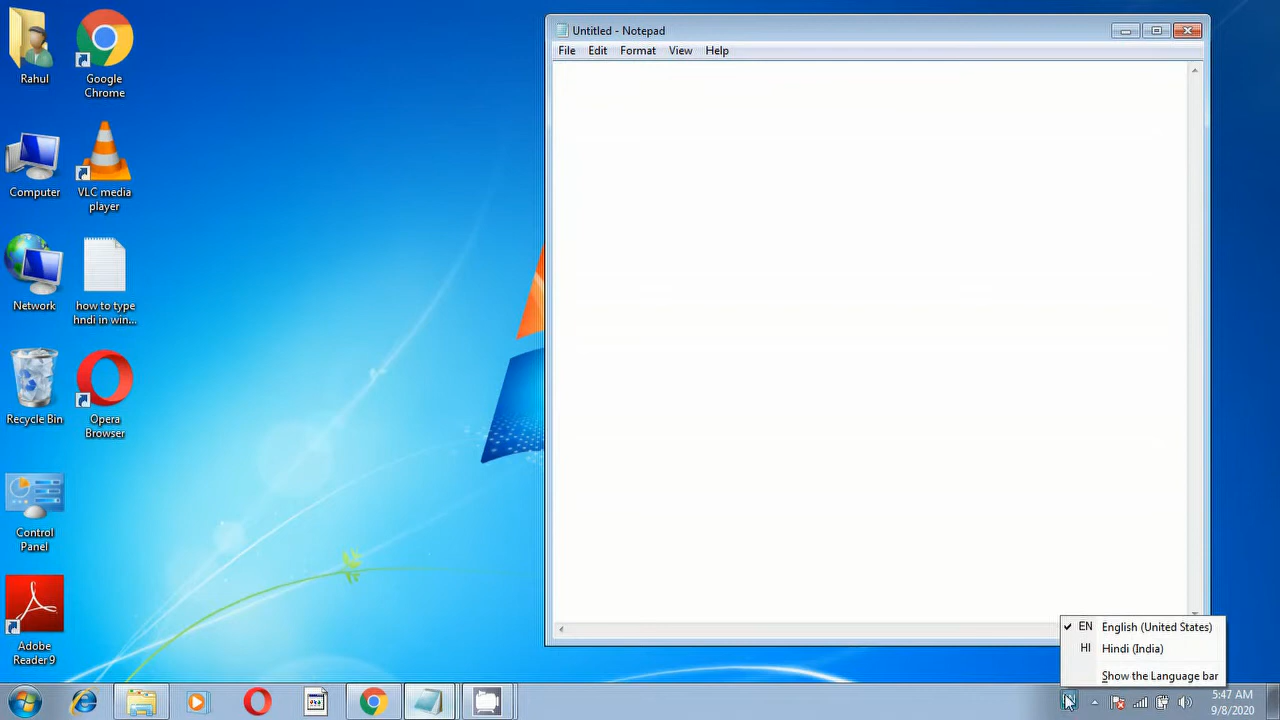 Rahul
Google
Chrome
Computer
VLC media
player
Network
how to type
hndi in win...
Recycle Bin
Opera
Browser
Control
Panel
Adobe
Reader 9
Untitled - Notepad
File Edit Format View Help
EN English (United States)
HI Hindi (India)
Show the Language bar
5:47 AM
9/8/2020